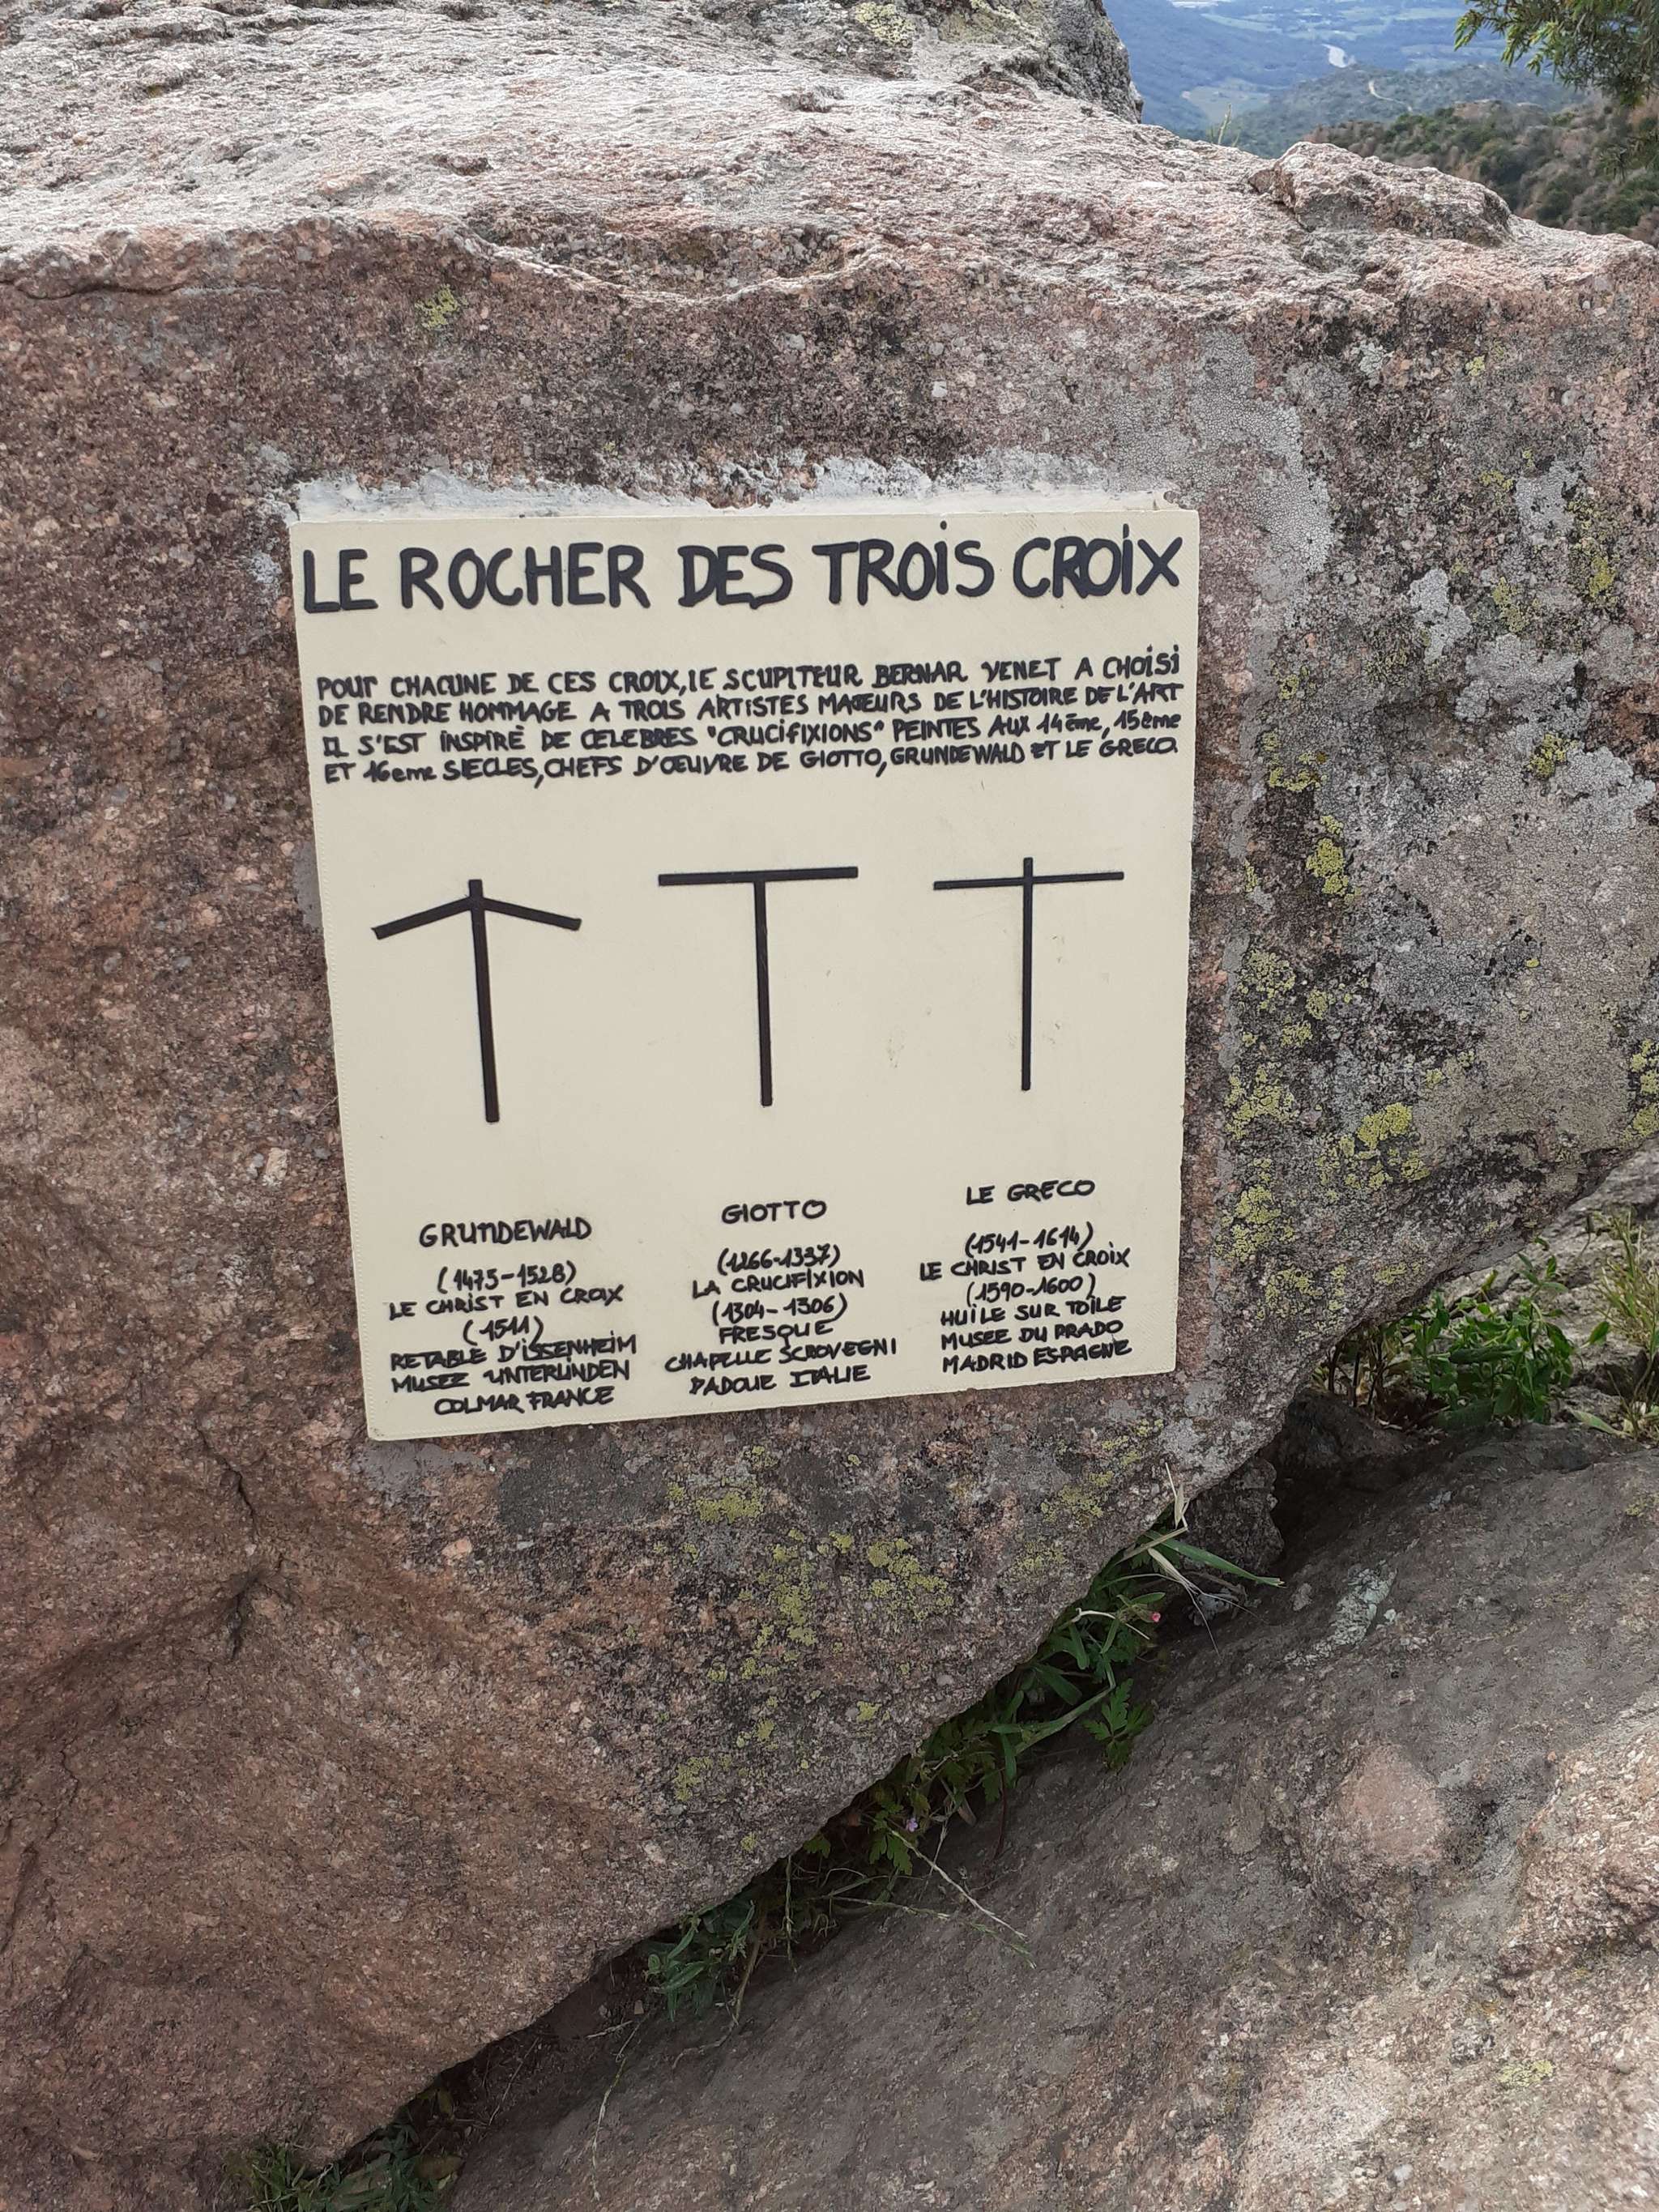 LE ROCHER DES TROIS CROIX
POUR CHACUNE DE CES CROIX, LE SCUPLTEUR BERNAR VENET A CHOISI
DE RENDRE HOMMAGE A TROIS ARTISTES MAJEURS DE L'HISTOIRE DE L'ART
IL S'EST INSPIRÉ DE CELEBRES "CRUCIFIXIONS" PEINTES AUX 14ème, 15ème
ET 16eme SIECLES, CHEFS D'ŒUVRE DE GIOTTO, GRUNDEWALD ET LE GRECO.
GRUNDEWALD
(1475-1528)
LE CHRIST EN CROIX
(1511)
RETABLE D'ISSENHEIM
MUSEE UNTERLINDEN
COLMAR FRANCE
GIOTTO
(1266-1337)
LA CRUCIFIXION
(1304-1306)
FRESQUE
CHAPELLE SCROVEGNI
PADOUE ITALIE
LE GRECO
(1541-1614)
LE CHRIST EN CROIX
(1590-1600)
HUILE SUR TOILE
MUSEE DU PRADO
MADRID ESPAGNE